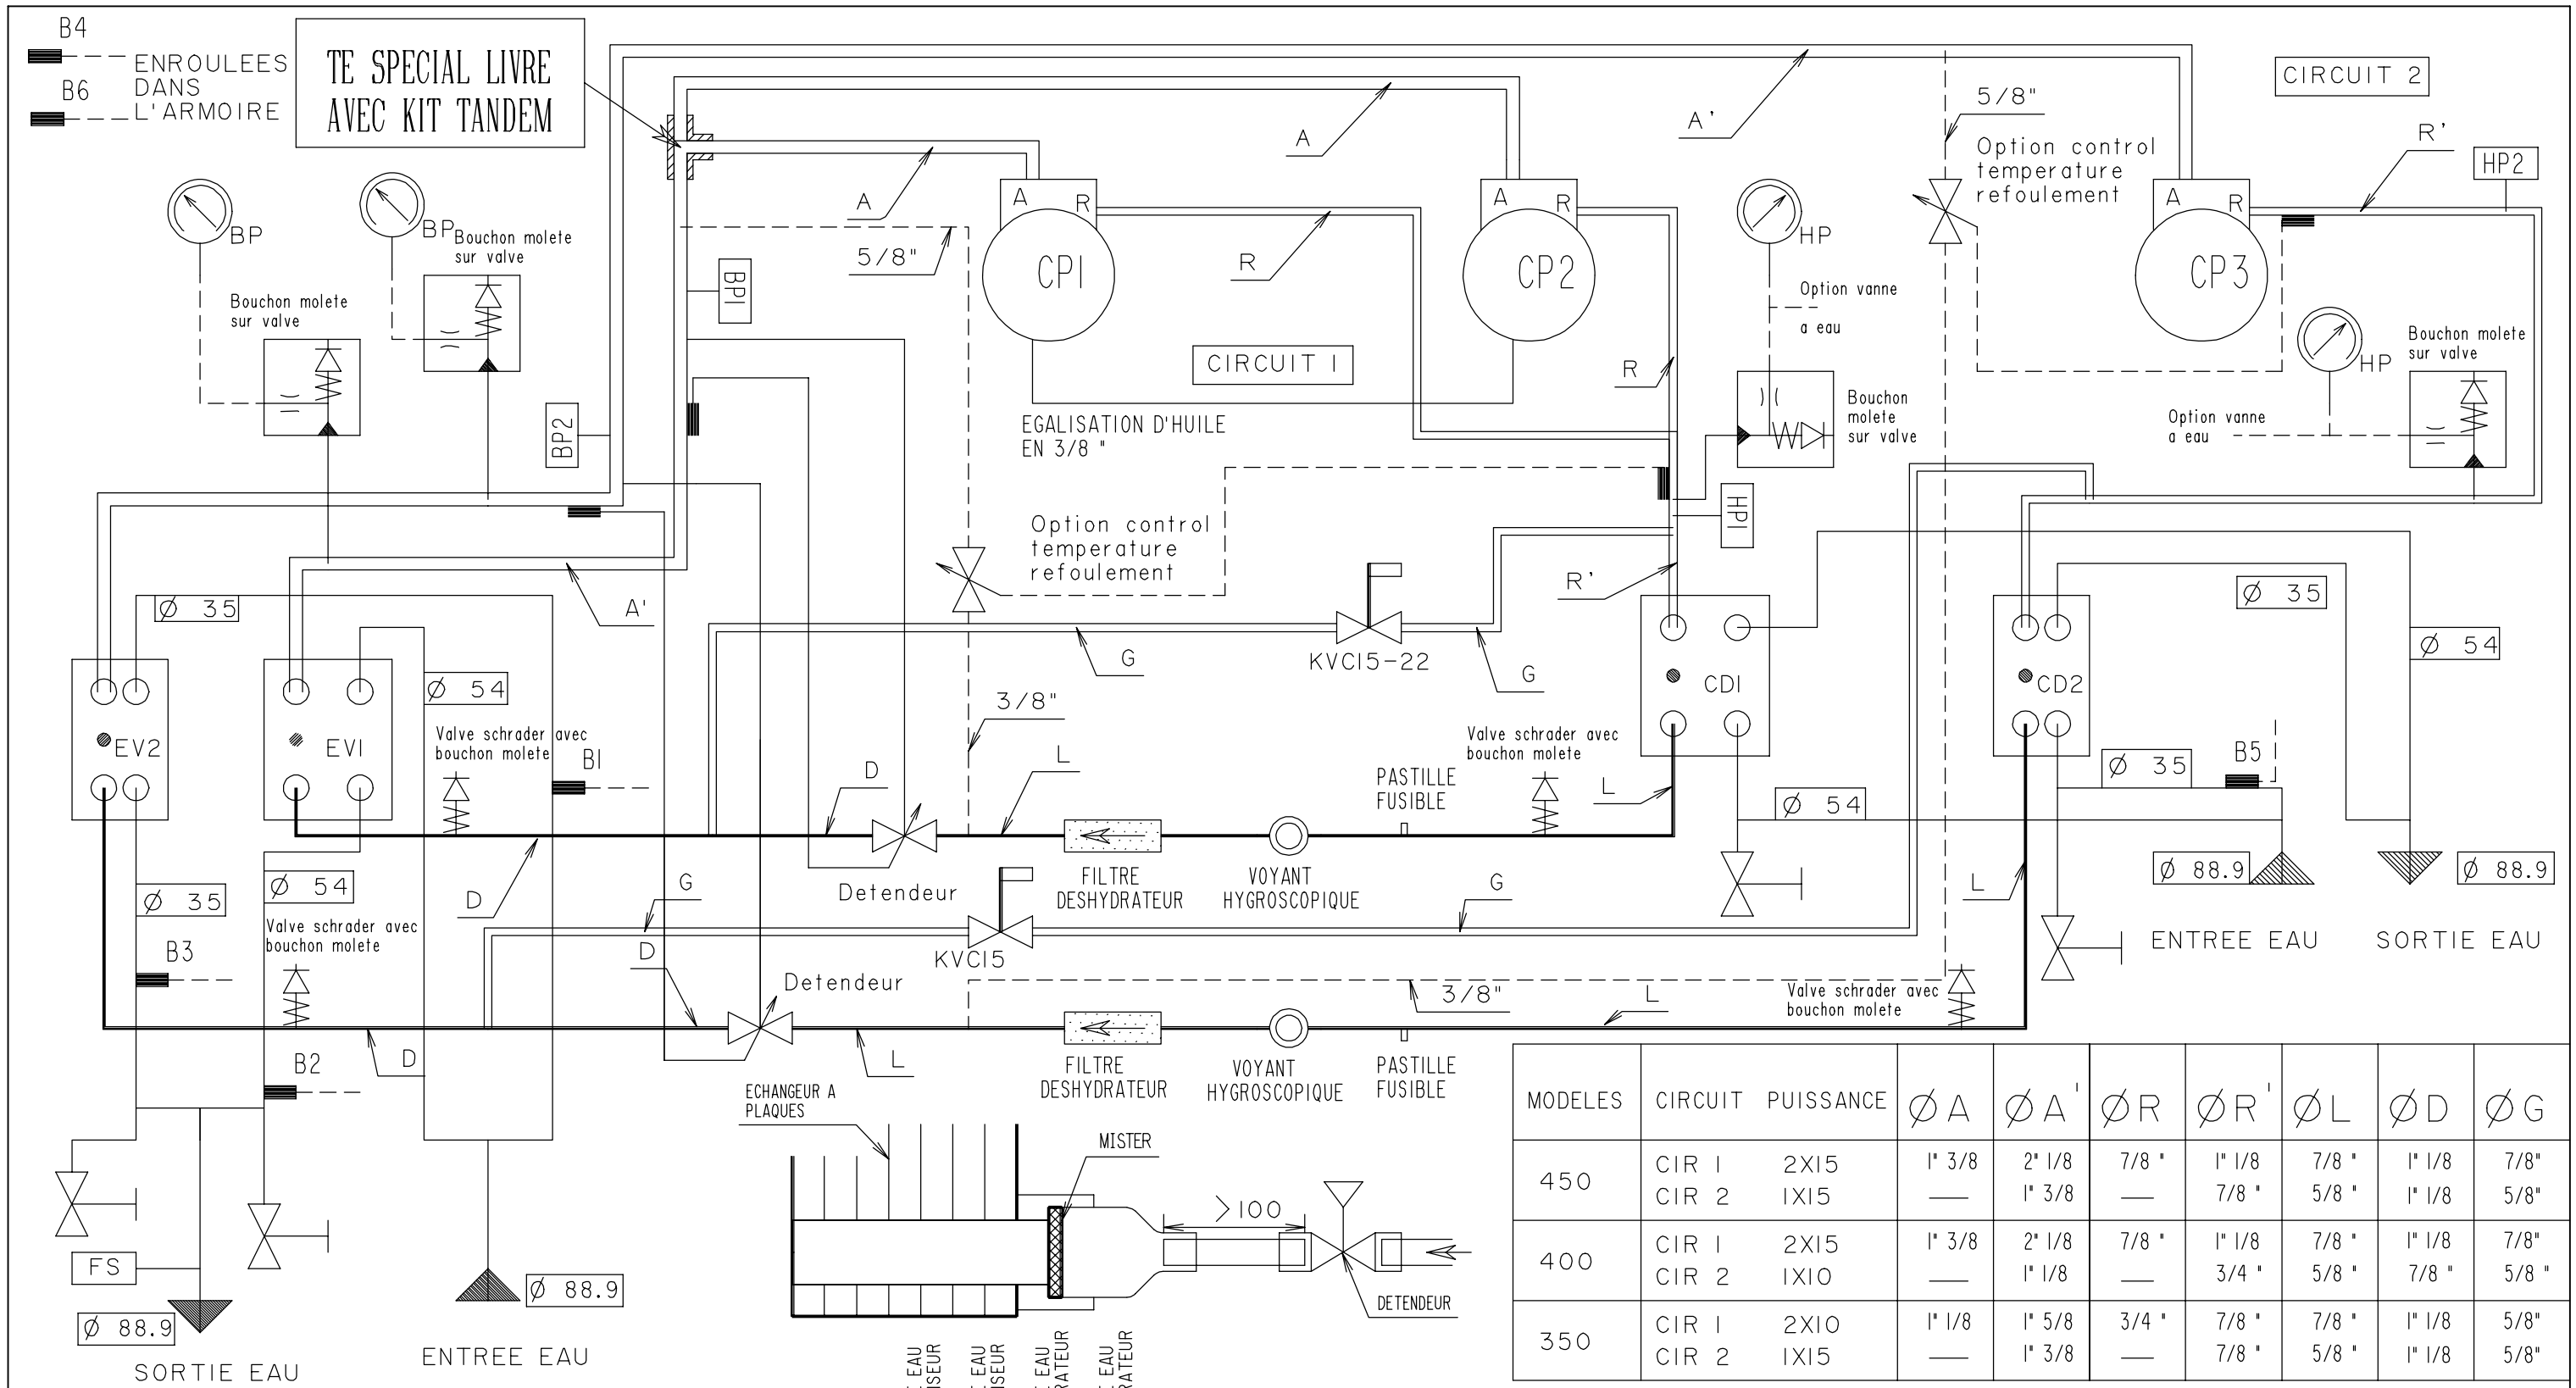 B4
ENROULEES
DANS
L'ARMOIRE
B6
TE SPECIAL LIVRE
AVEC KIT TANDEM
CIRCUIT 2
5/8"
A'
A
A
Option control
temperature
refoulement
R'
HP2
BP
BP
Bouchon molete
sur valve
Bouchon molete
sur valve
5/8"
BP1
A
R
CP1
R
A
R
CP2
HP
Option vanne
a eau
A
R
CP3
HP
Bouchon molete
sur valve
CIRCUIT 1
R
EGALISATION D'HUILE
EN 3/8 "
BP2
Bouchon
molete
sur valve
Option vanne
a eau
HP1
Option control
temperature
refoulement
R'
A'
Ø 35
Ø 35
Ø 54
Ø 54
G
KVC15-22
G
CD1
CD2
EV2
EV1
Valve schrader avec
bouchon molete
B1
3/8"
D
L
Valve schrader avec
bouchon molete
PASTILLE
FUSIBLE
L
Ø 35
B5
Ø 54
Ø 35
Ø 54
D
Detendeur
FILTRE
DESHYDRATEUR
VOYANT
HYGROSCOPIQUE
Ø 88.9
Ø 88.9
L
G
G
Valve schrader avec
bouchon molete
B3
D
KVC15
ENTREE EAU
SORTIE EAU
Detendeur
3/8"
L
Valve schrader avec
bouchon molete
B2
D
L
FILTRE
DESHYDRATEUR
VOYANT
HYGROSCOPIQUE
PASTILLE
FUSIBLE
ECHANGEUR A
PLAQUES
MISTER
>100
DETENDEUR
FS
Ø 88.9
Ø 88.9
SORTIE EAU
ENTREE EAU
EAU
EAU
EAU
EAU
MODELES CIRCUIT PUISSANCE ØA ØA' ØR ØR' ØL ØD ØG
450 CIR 1 2X15 1" 3/8 2" 1/8 7/8 " 1" 1/8 7/8 " 1" 1/8 7/8"
CIR 2 1X15 — 1" 3/8 — 7/8 " 5/8 " 1" 1/8 5/8"
400 CIR 1 2X15 1" 3/8 2" 1/8 7/8 " 1" 1/8 7/8 " 1" 1/8 7/8"
CIR 2 1X10 — 1" 1/8 — 3/4 " 5/8 " 7/8 " 5/8 "
350 CIR 1 2X10 1" 1/8 1" 5/8 3/4 " 7/8 " 7/8 " 1" 1/8 5/8"
CIR 2 1X15 — 1" 3/8 — 7/8 " 5/8 " 1" 1/8 5/8"